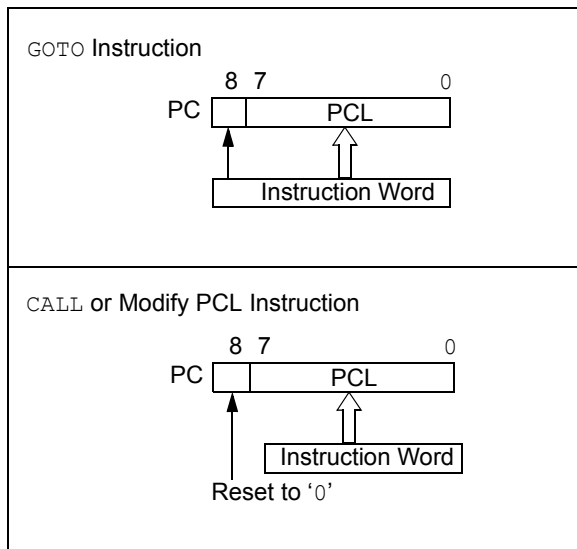 GOTO Instruction
8 7 0
PC PCL
Instruction Word
CALL or Modify PCL Instruction
8 7 0
PC PCL
Instruction Word
Reset to ‘0’